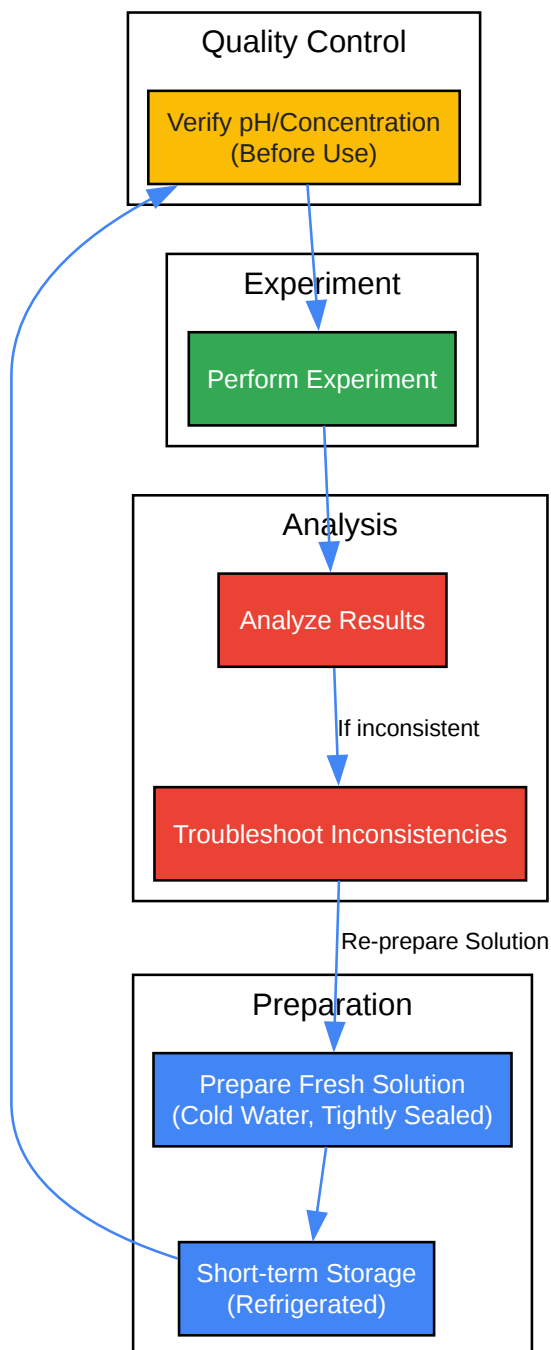 Quality Control
Verify pH/Concentration
(Before Use)
Experiment
Perform Experiment
Analysis
Analyze Results
If inconsistent
Troubleshoot Inconsistencies
Re-prepare Solution
Preparation
Prepare Fresh Solution
(Cold Water, Tightly Sealed)
Short-term Storage
(Refrigerated)